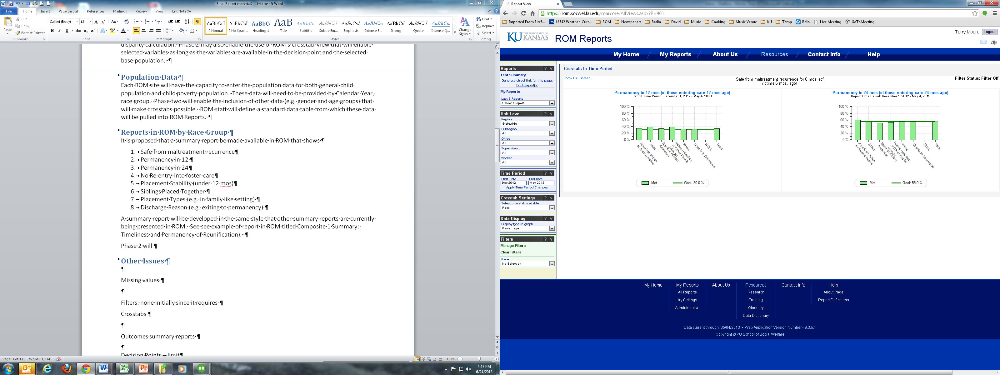 Final Report material2 - Microsoft Word
File Home Insert Page Layout References Mailings Review View EndNote X6
Paste
Cut
Copy
Format Painter
Clipboard
Calibri (Body) 12
Font
Paragraph
AaBbCcI AaBbCcI AaBbC AaB AaBbCc. AaBbCcI AaBbCcI AaBbCc. AaBbCcI AaBbCcI AaBbCc.
¶ Normal ¶ No Spaci... Heading 1 Title Subtitle Subtle Em... Emphasis Intense E... Strong Quote Intense Q...
Change Styles
Styles
Find
Replace
Select
Editing
disparity calculation. Phase 2 may also enable the use of ROM's Crosstab View that will enable
selected variables as long as the variables are available in the decision point and the selected
base population. ¶
Population Data ¶
Each ROM site will have the capacity to enter the population data for both general child
population and child poverty population. These data will need to be provided by Calendar Year,
race group. Phase two will enable the inclusion of other data (e.g. gender and age groups) that
will make crosstabs possible. ROM staff will define a standard data table from which these data
will be pulled into ROM Reports. ¶
Reports in ROM by Race Group ¶
It is proposed that a summary report be made available in ROM that shows ¶
1. Safe from maltreatment recurrence¶
2. Permanency in 12 ¶
3. Permanency in 24¶
4. No Re-entry into foster care¶
5. Placement Stability (under 12 mos)¶
6. Siblings Placed Together ¶
7. Placement Types (e.g. in family like setting) ¶
8. Discharge Reason (e.g. exiting to permanency) ¶
A summary report will be developed in the same style that other summary reports are currently
being presented in ROM. See see example of report in ROM titled Composite 1 Summary:
Timeliness and Permanency of Reunification). ¶
Phase 2 will ¶
Other Issues ¶
¶
Missing values ¶
¶
Filters: none initially since it requires ¶
Crosstabs ¶
¶
Outcomes summary reports ¶
¶
Decision Points – limit¶
Page: 3 of 11 Words: 1,334
130%
4:47 PM
6/24/2013
Report View
https://rom.socwel.ku.edu/romcore/AllViews.aspx?R=901
Imported From Firef... 66542 Weather, Curr... ROM Newspapers Radio David Music Cooking Music Venue KU Temp Rdio Live Meeting GoToMeeting
KU THE UNIVERSITY OF KANSAS
ROM Reports
Terry Moore Logout
My Home My Reports About Us Resources Contact Info Help
Reports ? v
Test Summary
Generate direct link for this page.
Print Report(s)
My Reports
Last 3 Reports
Select a report
Unit Level ? v
Region
Statewide
Subregion
All
Office
All
Supervisor
All
Worker
All
Time Period ? v
Start Date End Date
Dec 2012 May 2013
Apply Time Period Changes
Crosstab Settings ? v
Select crosstab variable
Race
Data Display ? v
Display type in graph
Percentage
Filters ? v
Manage Filters
Clear Filters
Race
No Selection
Crosstab: In Time Period
Show Full Screen
Safe from maltreatment recurrence for 6 mos. (of
victims 6 mos. ago)
Filter Status: Filter Off
Permanency in 12 mos (of those entering care 12 mos ago)
Report Time Period: December 1, 2012 - May 4, 2013
100 %
80 %
60 %
40 %
20 %
0 %
American Indian or Alaska Native
Asian
Black or African American
Native Hawaiian or Other Pacific Islander
White
Unable to Determine
NULL
Total
Met Goal: 30.0 %
Permanency in 24 mos (of those entering care 24 mos ago)
Report Time Period: December 1, 2012 - May 4, 2013
100 %
80 %
60 %
40 %
20 %
0 %
American Indian or Alaska Native
Asian
Black or African American
Native Hawaiian or Other Pacific Islander
White
Unable to Determine
NULL
Total
Met Goal: 55.0 %
My Home My Reports About Us Resources Contact Info Help
All Reports Research About Page
My Settings Training Report Definitions
Administrative Glossary
Data Dictionary
Data current through: 05/04/2013 • Web Application Version Number - 6.3.5.1
Copyright © KU School of Social Welfare